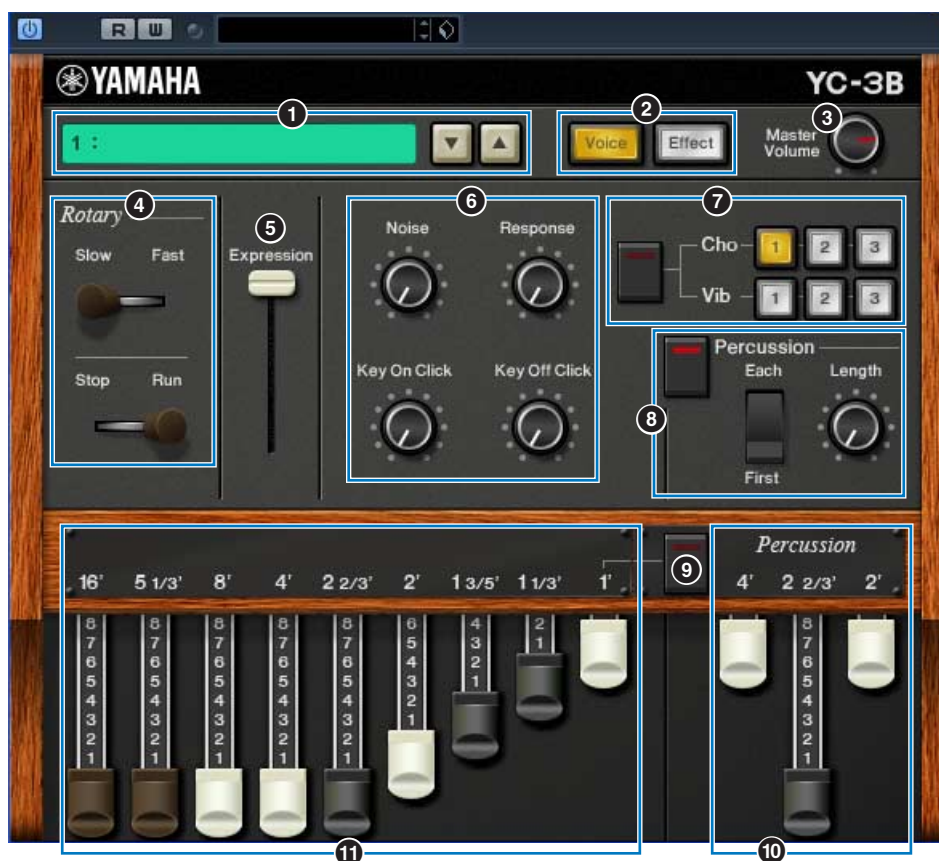 R W
YAMAHA YC-3B
1 2 3
1 : Voice Effect Master Volume
4 6 7
Rotary 5 Noise Response Cho 1 2 3
Slow Fast Expression Vib 1 2 3
8 Percussion
Stop Run Key On Click Key Off Click Each Length
First
Percussion
16' 5 1/3' 8' 4' 2 2/3' 2' 1 3/5' 1 1/3' 1' 9 4' 2 2/3' 2'
8 8 8 8 8 6 4 2 8
7 7 7 7 7 5 3 1 7
6 6 6 6 6 4 2 6
5 5 5 5 5 3 1 5
4 4 4 4 4 2 4
3 3 3 3 3 1 3
2 2 2 2 2 2
1 1 1 1 1 1
11 10